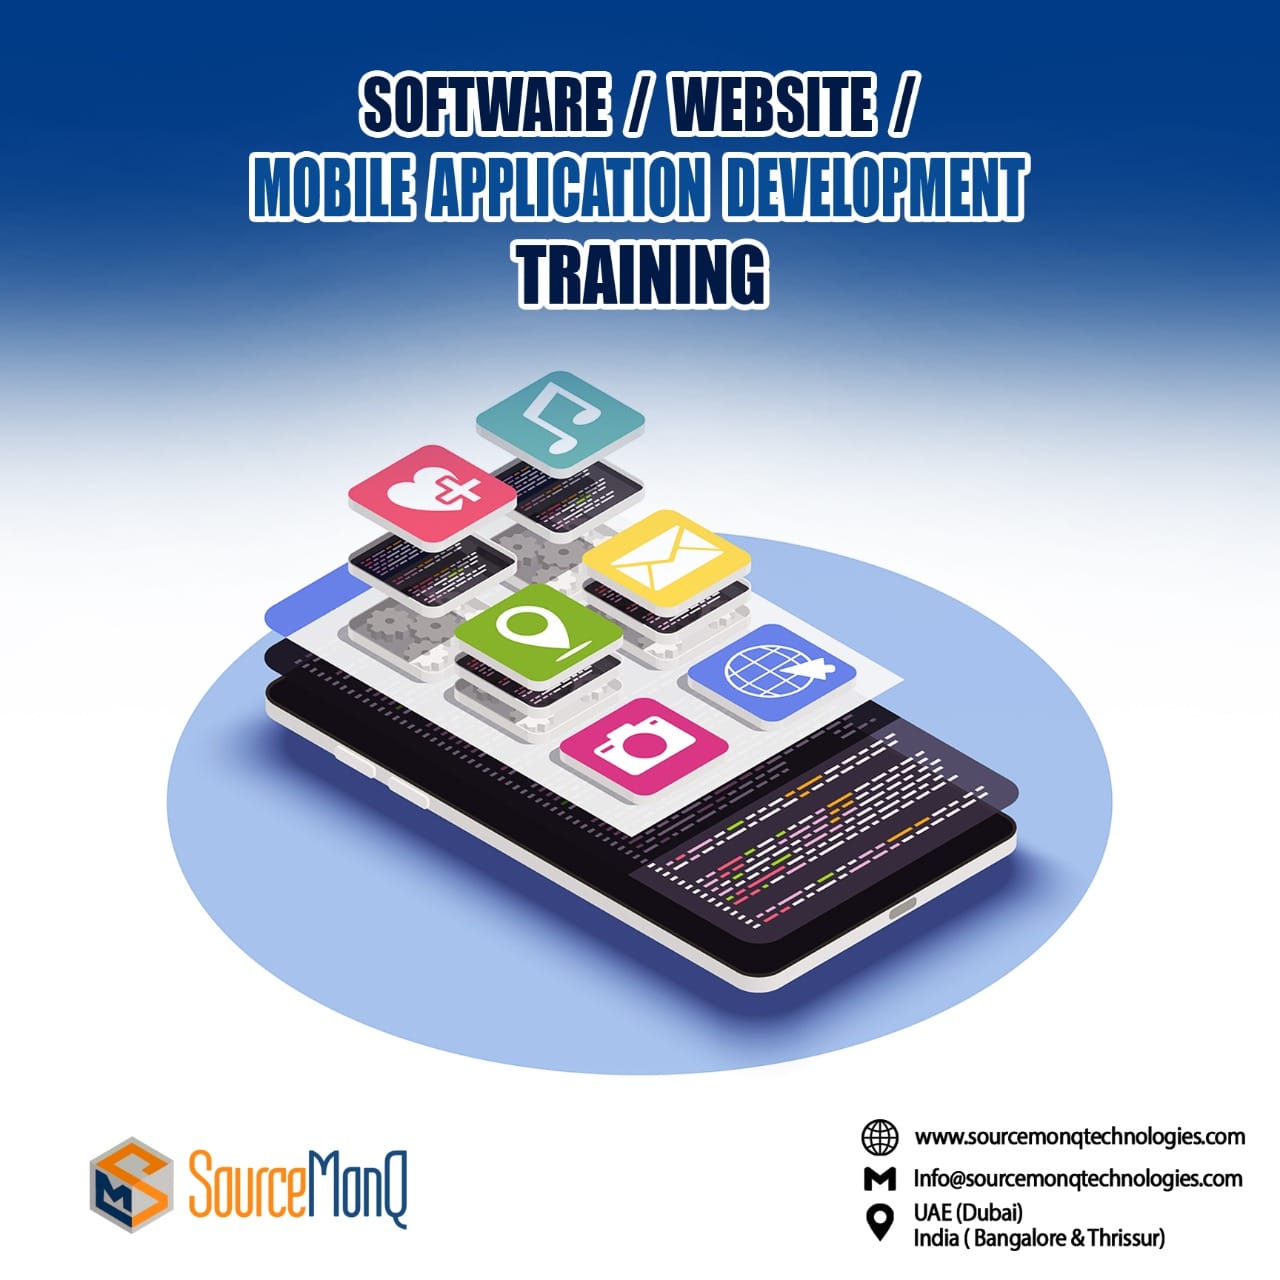 SOFTWARE / WEBSITE /
MOBILE APPLICATION DEVELOPMENT
TRAINING
SourceMonQ
www.sourcemonqtechnologies.com
Info@sourcemonqtechnologies.com
UAE (Dubai)
India ( Bangalore & Thrissur)